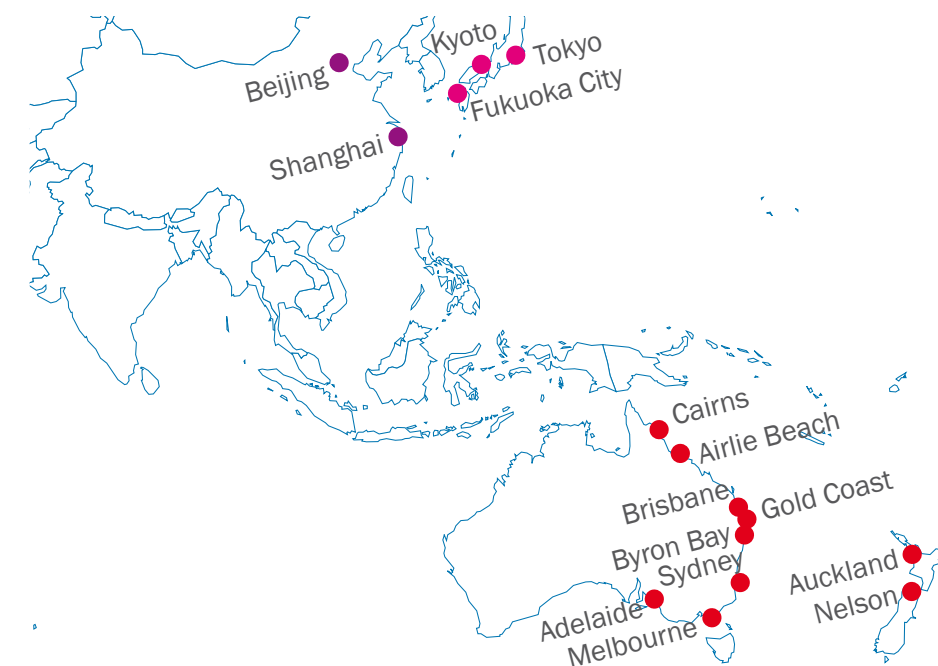 Kyoto
Tokyo
Beijing
Fukuoka City
Shanghai
Cairns
Airlie Beach
Brisbane
Gold Coast
Byron Bay
Sydney
Auckland
Nelson
Adelaide
Melbourne